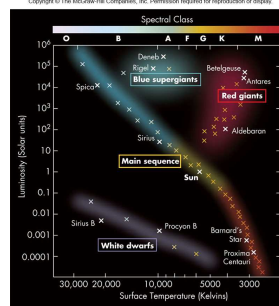 Copyright © The McGraw-Hill Companies, Inc. Permission required for reproduction or display.
Spectral Class
O B A F G K M
10⁶
Deneb
Betelgeuse
10⁵
Rigel
Antares
10⁴
Spica
Blue supergiants
10³
Red giants
10²
Aldebaran
Sirius
10
Main sequence
1
Sun
0.1
0.01
Sirius B
Procyon B
Barnard's
Star
0.001
White dwarfs
Proxima
Centauri
0.0001
30,000 20,000 10,000 5000 3000
Luminosity (Solar units)
Surface Temperature (Kelvins)